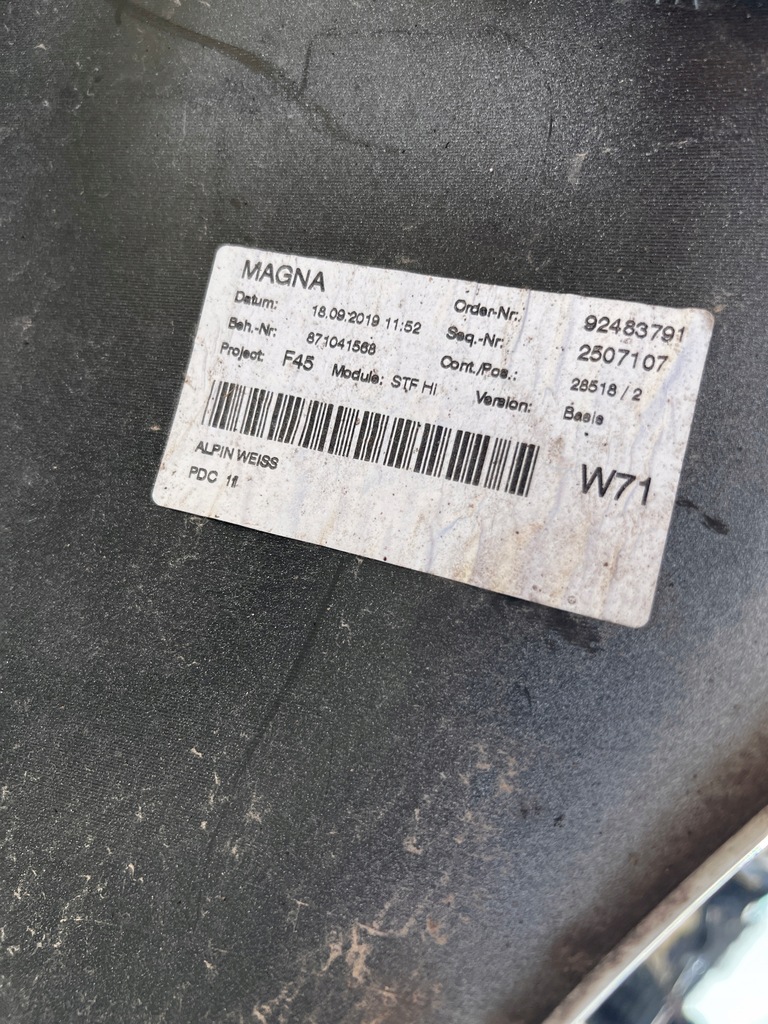 MAGNA
Datum: 18.09.2019 11:52 Order-Nr: 92483791
Beh.-Nr: 871041568 Seq.-Nr: 2507107
Project: F45 Module: STF HI Cont./Pos.: 28518 / 2
Version: Basis
ALPIN WEISS
PDC W71